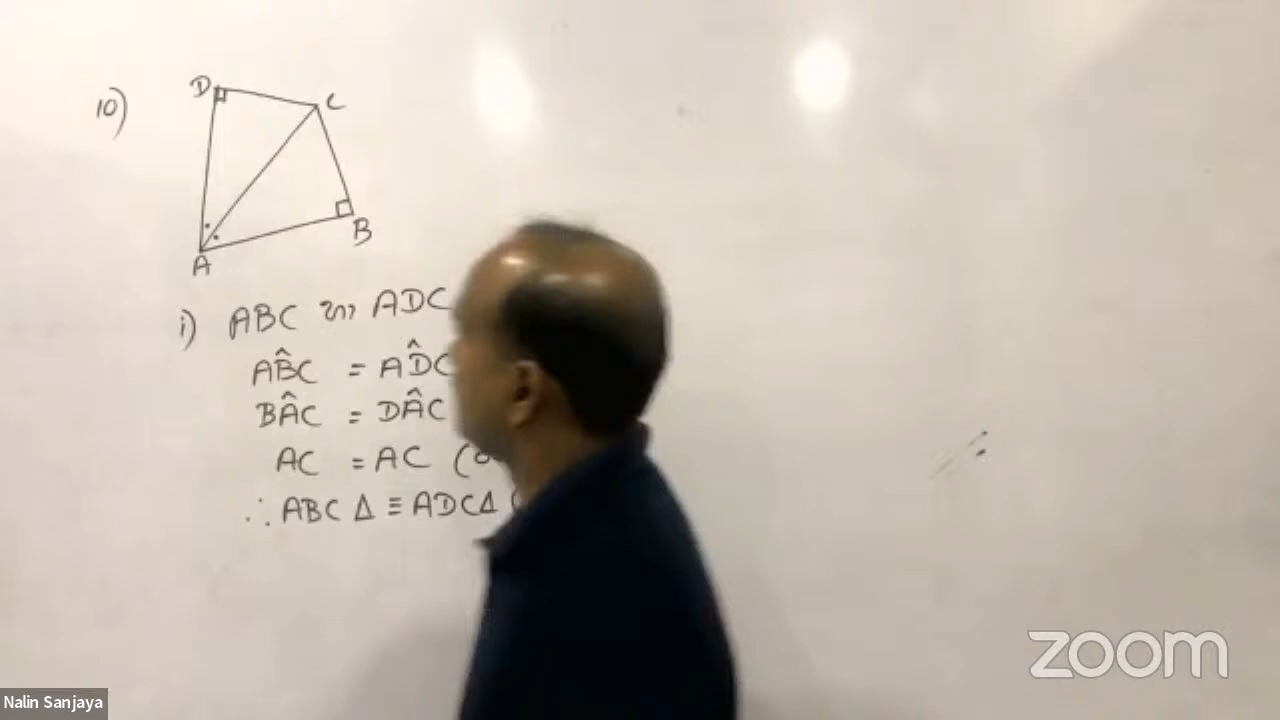 10)
D
C
B
A
i) ABC හා ADC
AB̂C = AD̂C
BÂC = DÂC
AC = AC (
∴ ABC Δ ≡ ADC Δ (
zoom
Nalin Sanjaya